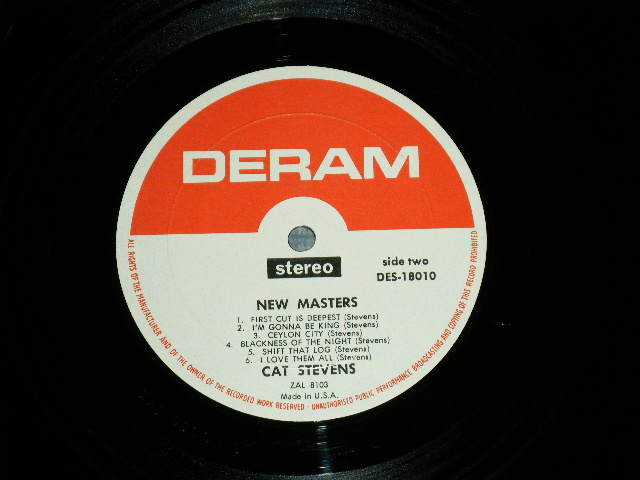 DERAM
stereo
side two
DES-18010
NEW MASTERS
1. FIRST CUT IS DEEPEST (Stevens)
2. I'M GONNA BE KING (Stevens)
3. CEYLON CITY (Stevens)
4. BLACKNESS OF THE NIGHT (Stevens)
5. SHIFT THAT LOG (Stevens)
6. I LOVE THEM ALL (Stevens)
CAT STEVENS
ZAL 8103
Made in U.S.A.
ALL RIGHTS OF THE MANUFACTURER AND OF THE OWNER OF THE RECORDED WORK RESERVED · UNAUTHORISED PUBLIC PERFORMANCE BROADCASTING AND COPYING OF THIS RECORD PROHIBITED